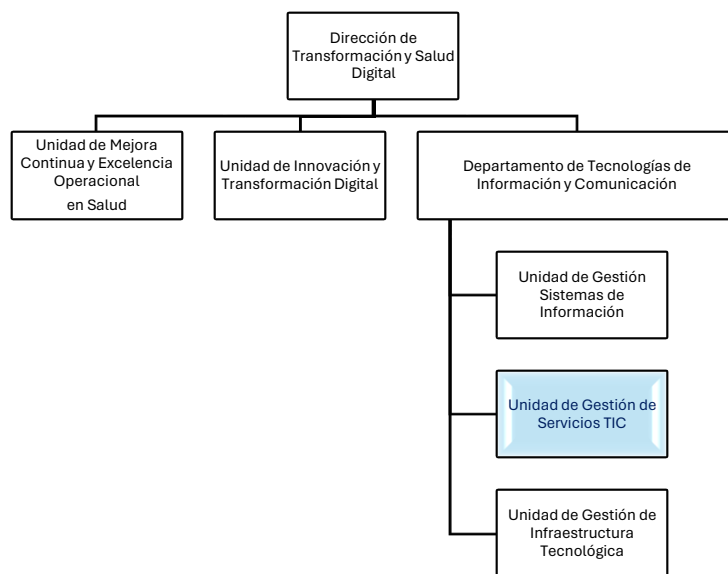 Dirección de
Transformación y Salud
Digital
Unidad de Mejora
Continua y Excelencia
Operacional
en Salud
Unidad de Innovación y
Transformación Digital
Departamento de Tecnologías de
Información y Comunicación
Unidad de Gestión
Sistemas de
Información
Unidad de Gestión de
Servicios TIC
Unidad de Gestión de
Infraestructura
Tecnológica